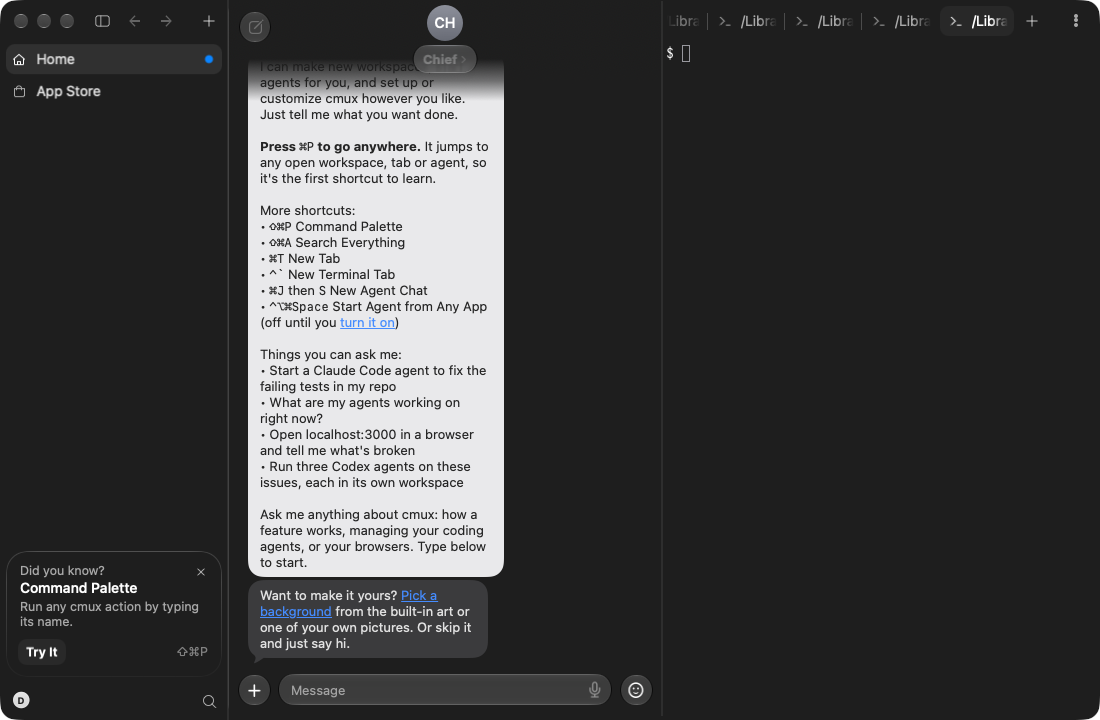 Home
App Store
Did you know?
Command Palette
Run any cmux action by typing
its name.
Try It
⇧⌘P
D
CH
Chief ›
I can make new
agents for you, and set up or
customize cmux however you like.
Just tell me what you want done.
Press ⌘P to go anywhere. It jumps to
any open workspace, tab or agent, so
it's the first shortcut to learn.
More shortcuts:
• ⇧⌘P Command Palette
• ⇧⌘A Search Everything
• ⌘T New Tab
• ^` New Terminal Tab
• ⌘J then S New Agent Chat
• ^⌥⌘Space Start Agent from Any App
(off until you turn it on)
Things you can ask me:
• Start a Claude Code agent to fix the
failing tests in my repo
• What are my agents working on
right now?
• Open localhost:3000 in a browser
and tell me what's broken
• Run three Codex agents on these
issues, each in its own workspace
Ask me anything about cmux: how a
feature works, managing your coding
agents, or your browsers. Type below
to start.
Want to make it yours? Pick a
background from the built-in art or
one of your own pictures. Or skip it
and just say hi.
Message
Libra >_ /Libra >_ /Libra >_ /Libra >_ /Libra
$